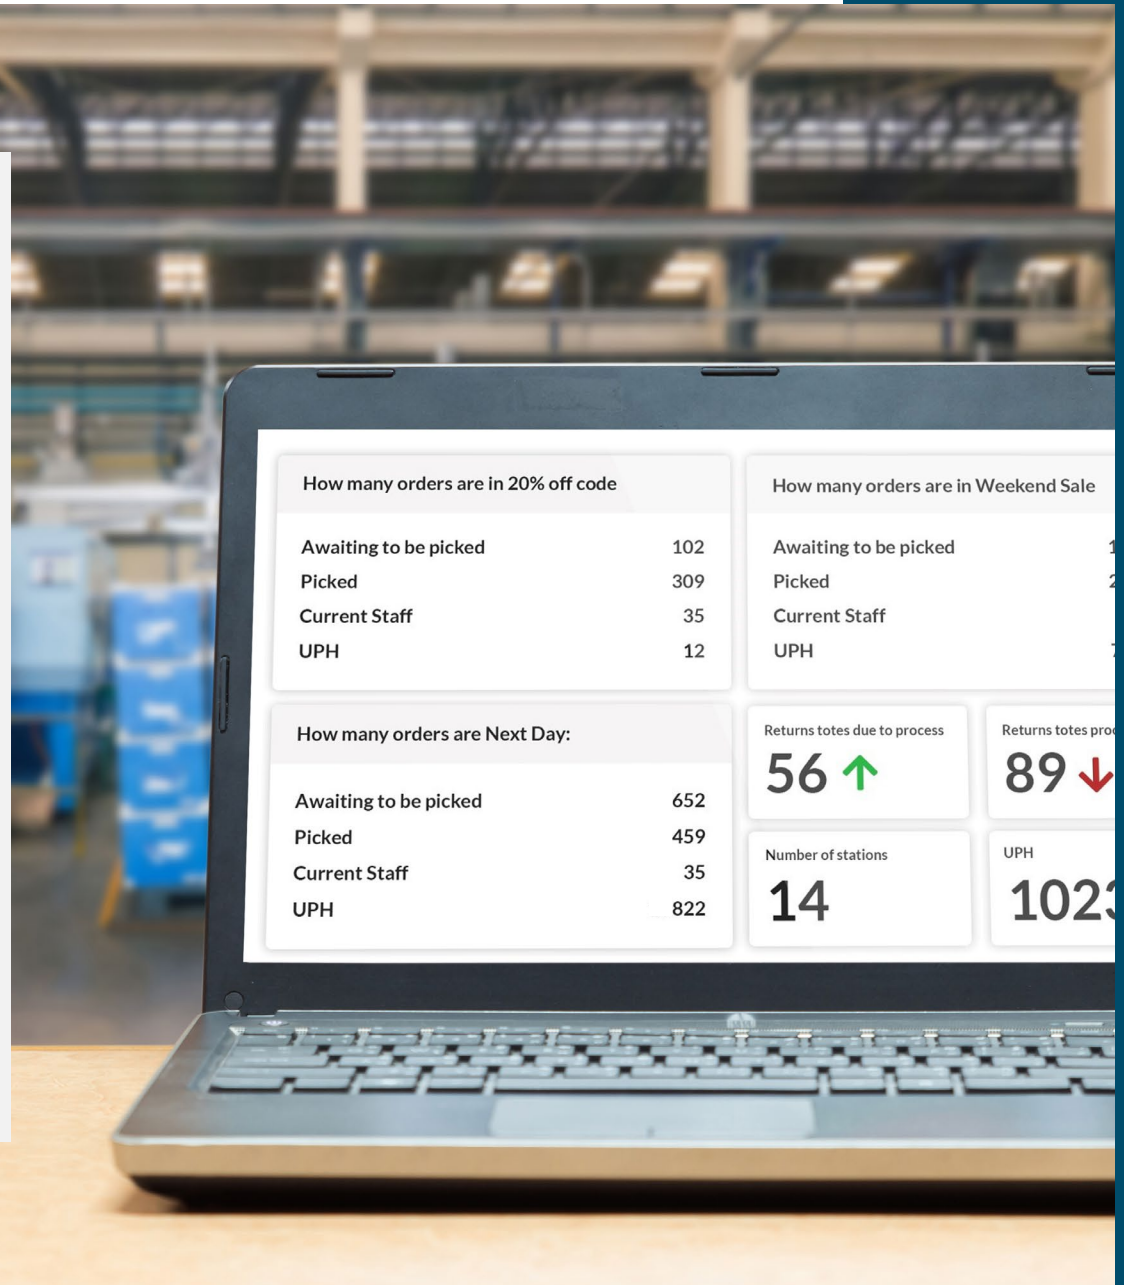 How many orders are in 20% off code
Awaiting to be picked 102
Picked 309
Current Staff 35
UPH 12
How many orders are in Weekend Sale
Awaiting to be picked
Picked
Current Staff
UPH
How many orders are Next Day:
Awaiting to be picked 652
Picked 459
Current Staff 35
UPH 822
Returns totes due to process
56
Returns totes
89
Number of stations
14
UPH